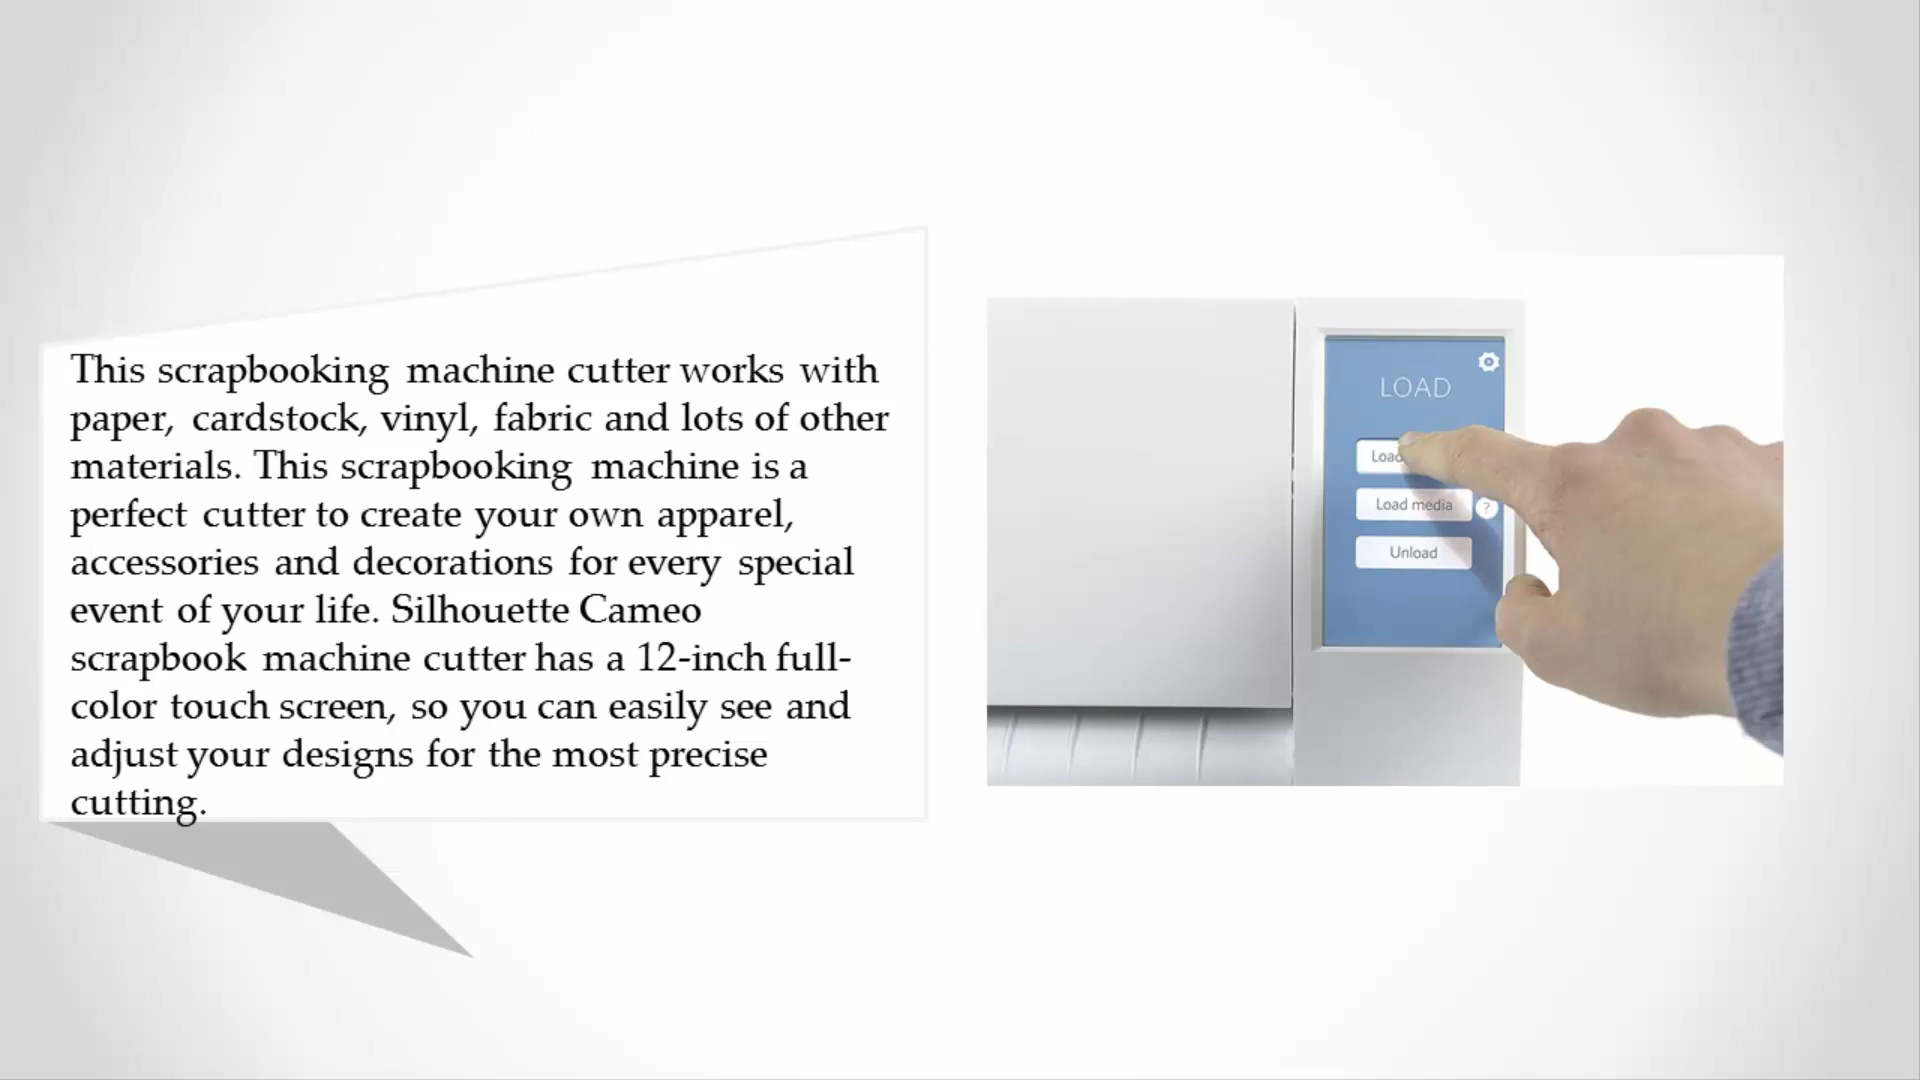 This scrapbooking machine cutter works with
paper, cardstock, vinyl, fabric and lots of other
materials. This scrapbooking machine is a
perfect cutter to create your own apparel,
accessories and decorations for every special
event of your life. Silhouette Cameo
scrapbook machine cutter has a 12-inch full-
color touch screen, so you can easily see and
adjust your designs for the most precise
cutting.
LOAD
Load
Load media
?
Unload